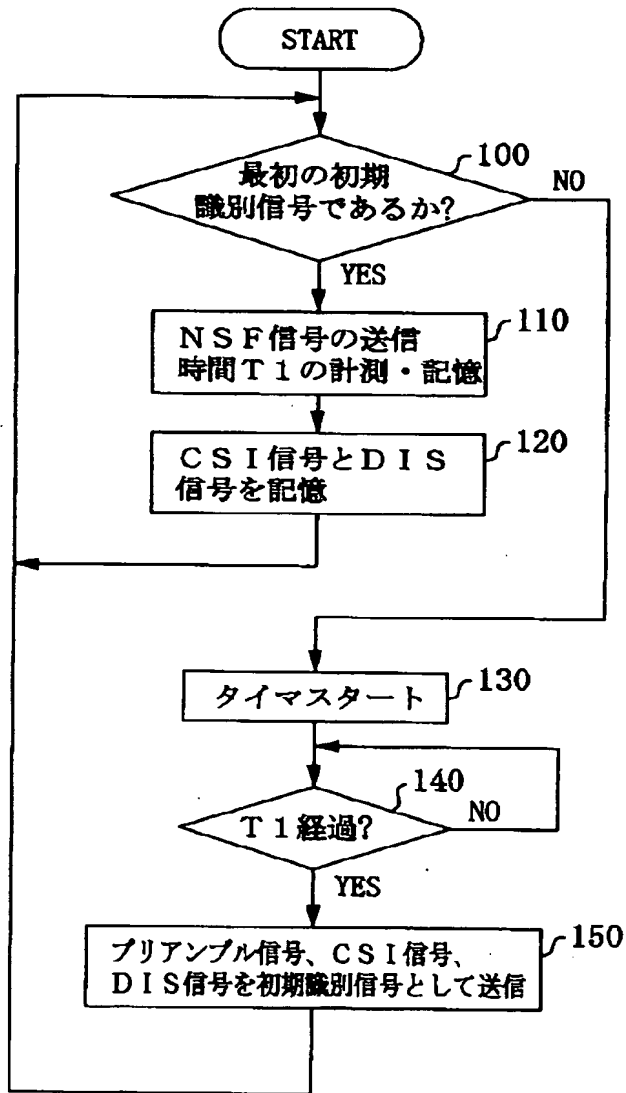 START
最初の初期
識別信号であるか?
100
NO
YES
NSF信号の送信
時間T1の計測・記憶
110
CSI信号とDIS
信号を記憶
120
タイマスタート
130
T1経過?
140
NO
YES
プリアンブル信号、CSI信号、
DIS信号を初期識別信号として送信
150